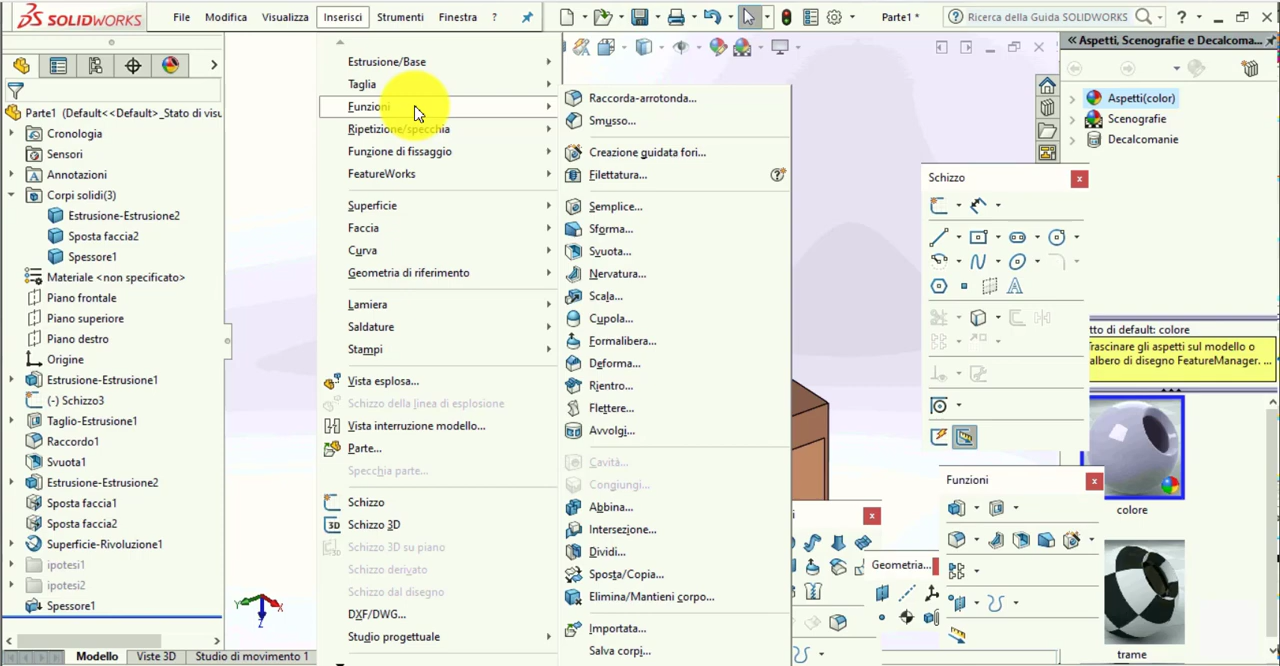 SOLIDWORKS
File
Modifica
Visualizza
Inserisci
Strumenti
Finestra
?
Parte1 *
Ricerca della Guida SOLIDWORKS
?
Parte1 (Default<<Default>_Stato di visu
Cronologia
Sensori
Annotazioni
Corpi solidi(3)
Estrusione-Estrusione2
Sposta faccia2
Spessore1
Materiale <non specificato>
Piano frontale
Piano superiore
Piano destro
Origine
Estrusione-Estrusione1
(-) Schizzo3
Taglio-Estrusione1
Raccordo1
Svuota1
Estrusione-Estrusione2
Sposta faccia1
Sposta faccia2
Superficie-Rivoluzione1
ipotesi1
ipotesi2
Spessore1
Modello
Viste 3D
Studio di movimento 1
Estrusione/Base
Taglia
Funzioni
Ripetizione/specchia
Funzione di fissaggio
FeatureWorks
Superficie
Faccia
Curva
Geometria di riferimento
Lamiera
Saldature
Stampi
Vista esplosa...
Schizzo della linea di esplosione
Vista interruzione modello...
Parte...
Specchia parte...
Schizzo
3D Schizzo 3D
Schizzo 3D su piano
Schizzo derivato
Schizzo dal disegno
DXF/DWG...
Studio progettuale
Raccorda-arrotonda...
Smusso...
Creazione guidata fori...
Filettatura...
Semplice...
Sforma...
Svuota...
Nervatura...
Scala...
Cupola...
Formalibera...
Deforma...
Rientro...
Flettere...
Avvolgi...
Cavità...
Congiungi...
Abbina...
Intersezione...
Dividi...
Sposta/Copia...
Elimina/Mantieni corpo...
Importata...
Salva corpi...
Schizzo
Funzioni
Geometria...
Aspetti, Scenografie e Decalcoma...
Aspetti(color)
Scenografie
Decalcomanie
tto di default: colore
Trascinare gli aspetti sul modello o
albero di disegno FeatureManager. ...
colore
trame
Y
X
Z